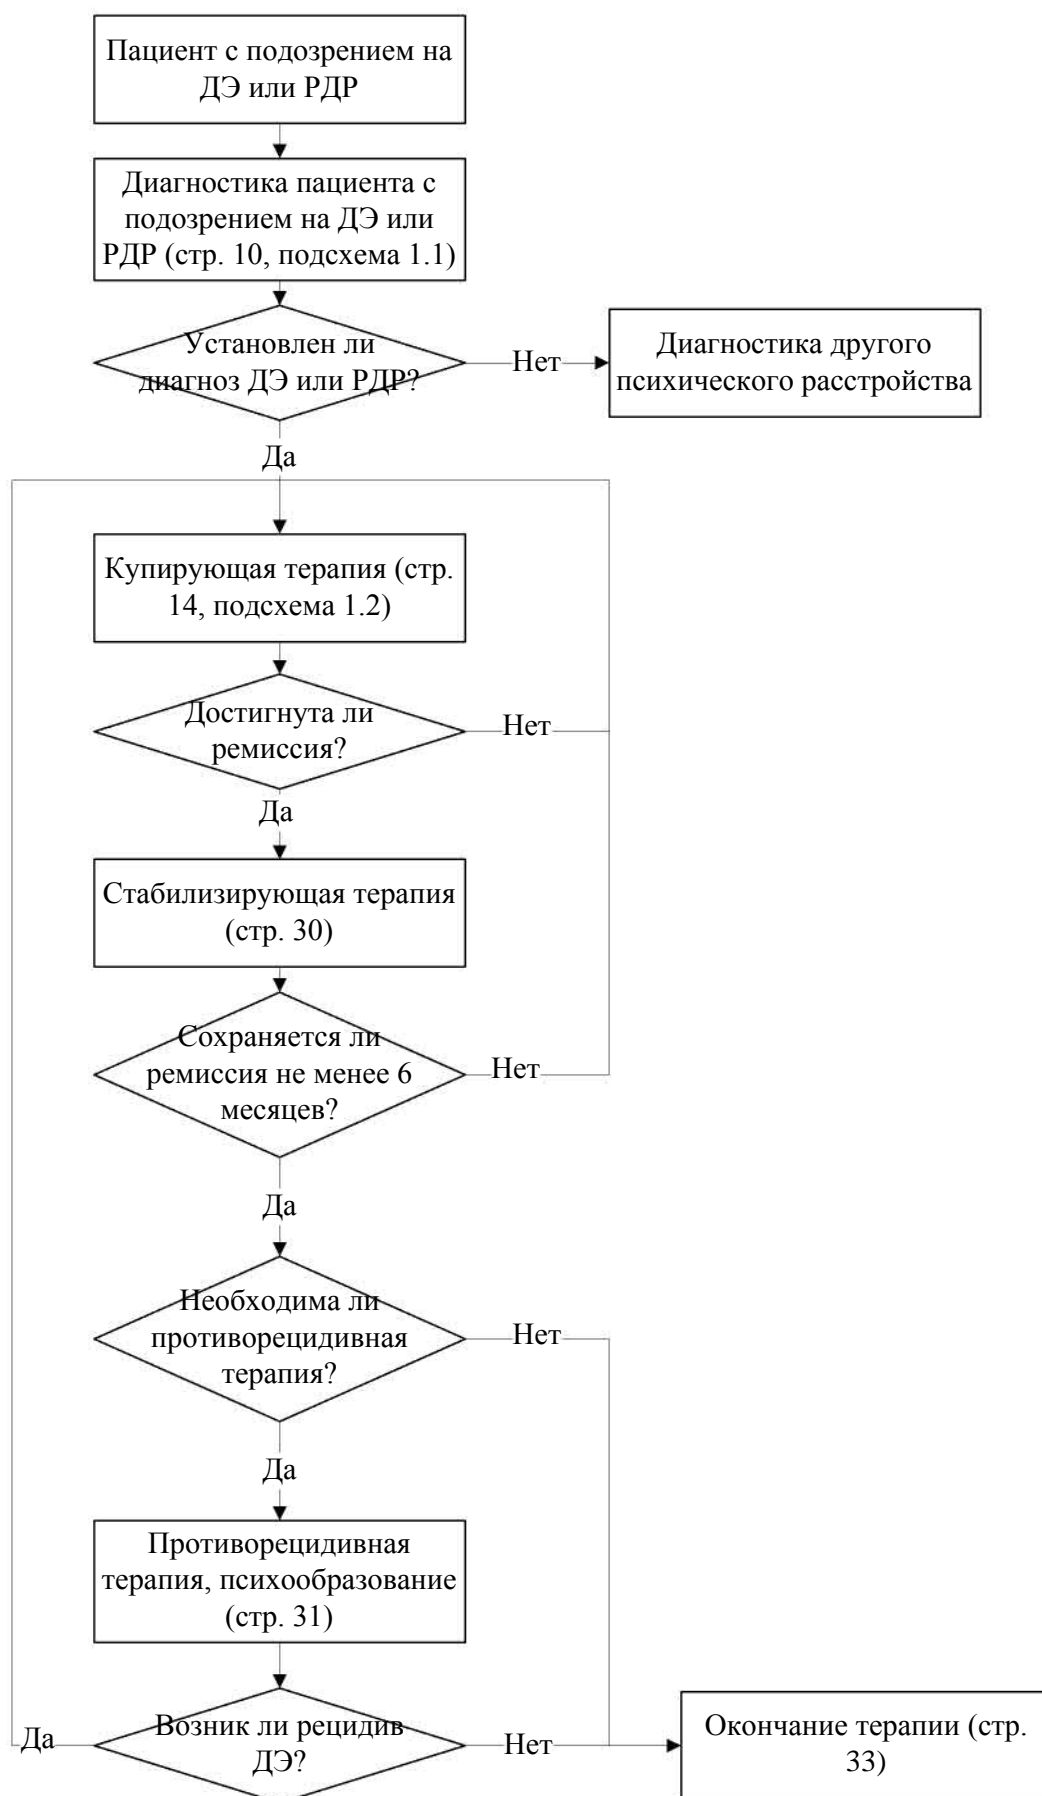 Пациент с подозрением на
ДЭ или РДР
Диагностика пациента с
подозрением на ДЭ или
РДР (стр. 10, подсхема 1.1)
Установлен ли
диагноз ДЭ или РДР?
Нет
Диагностика другого
психического расстройства
Да
Купирующая терапия (стр.
14, подсхема 1.2)
Достигнута ли
ремиссия?
Нет
Да
Стабилизирующая терапия
(стр. 30)
Сохраняется ли
ремиссия не менее 6
месяцев?
Нет
Да
Необходима ли
противорецидивная
терапия?
Нет
Да
Противорецидивная
терапия, психообразование
(стр. 31)
Возник ли рецидив
ДЭ?
Да
Нет
Окончание терапии (стр.
33)